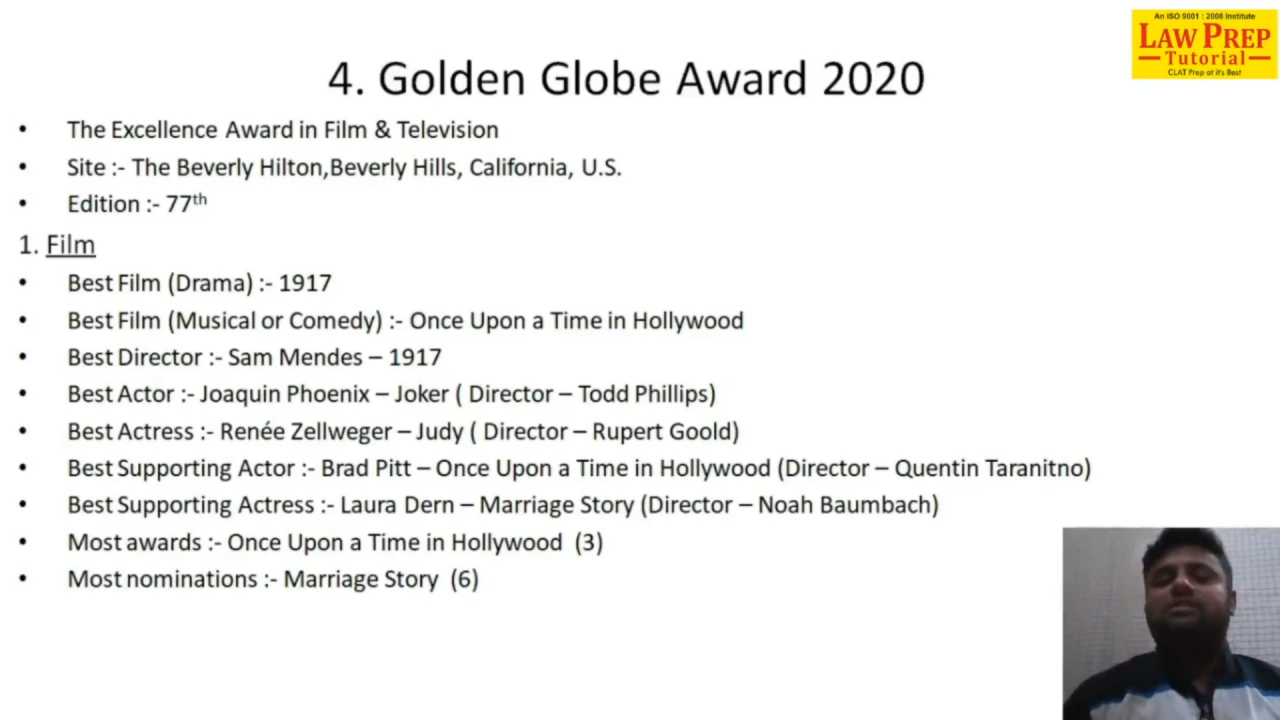 An ISO 9001 : 2008 Institute
LAW PREP
Tutorial
CLAT Prep at it's Best
4. Golden Globe Award 2020
• The Excellence Award in Film & Television
• Site :- The Beverly Hilton,Beverly Hills, California, U.S.
• Edition :- 77th
1. Film
• Best Film (Drama) :- 1917
• Best Film (Musical or Comedy) :- Once Upon a Time in Hollywood
• Best Director :- Sam Mendes – 1917
• Best Actor :- Joaquin Phoenix – Joker ( Director – Todd Phillips)
• Best Actress :- Renée Zellweger – Judy ( Director – Rupert Goold)
• Best Supporting Actor :- Brad Pitt – Once Upon a Time in Hollywood (Director – Quentin Taranitno)
• Best Supporting Actress :- Laura Dern – Marriage Story (Director – Noah Baumbach)
• Most awards :- Once Upon a Time in Hollywood (3)
• Most nominations :- Marriage Story (6)